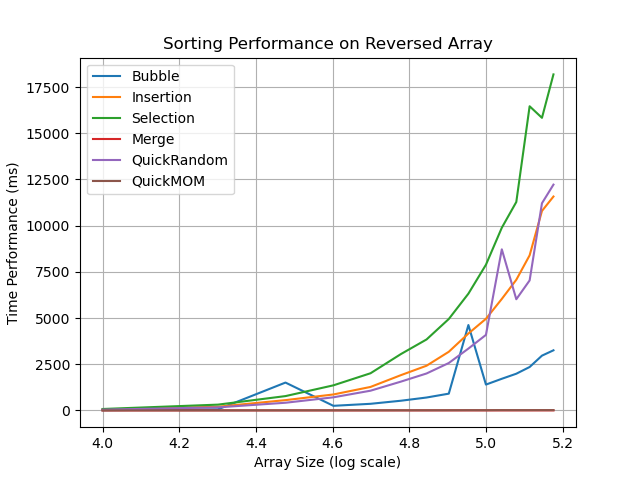 Sorting Performance on Reversed Array
Bubble
Insertion
Selection
Merge
QuickRandom
QuickMOM
17500
15000
12500
10000
7500
5000
2500
0
Time Performance (ms)
4.0 4.2 4.4 4.6 4.8 5.0 5.2
Array Size (log scale)